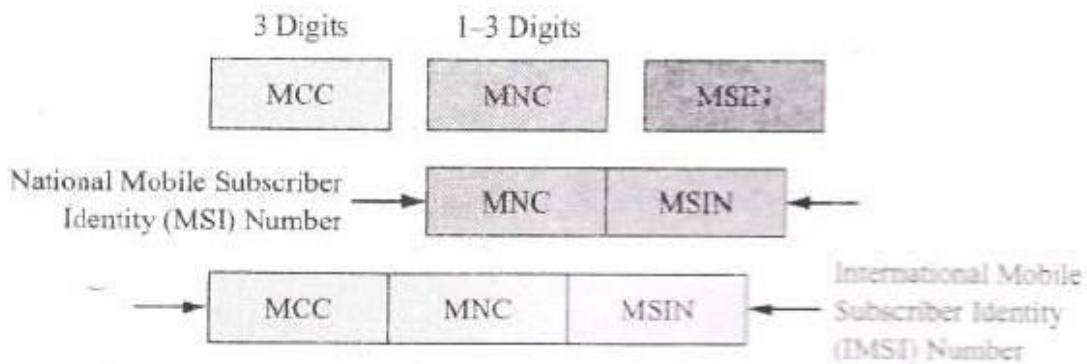 3 Digits 1–3 Digits
MCC MNC
National Mobile Subscriber
Identity (MSI) Number
MNC MSIN
MCC MNC MSIN
International Mobile
Subscriber Identity
(IMSI) Number